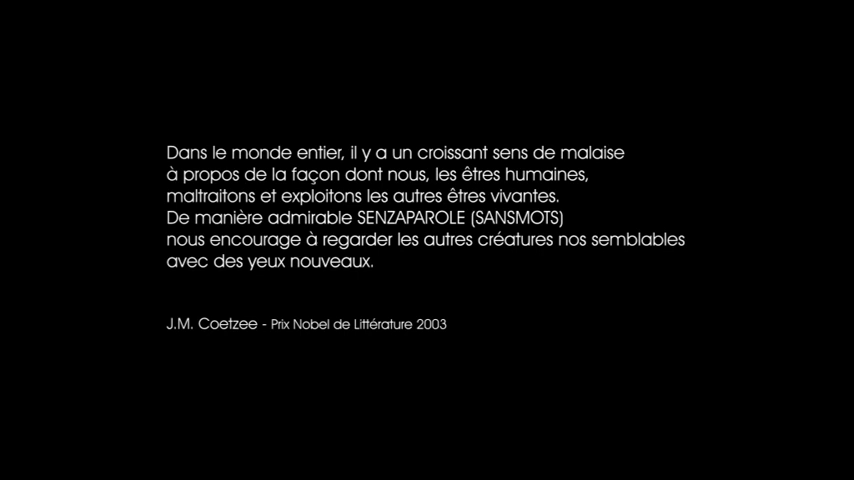 Dans le monde entier, il y a un croissant sens de malaise
à propos de la façon dont nous, les êtres humaines,
maltraitons et exploitons les autres êtres vivantes.
De manière admirable SENZAPAROLE (SANSMOTS)
nous encourage à regarder les autres créatures nos semblables
avec des yeux nouveaux.
J.M. Coetzee - Prix Nobel de Littérature 2003